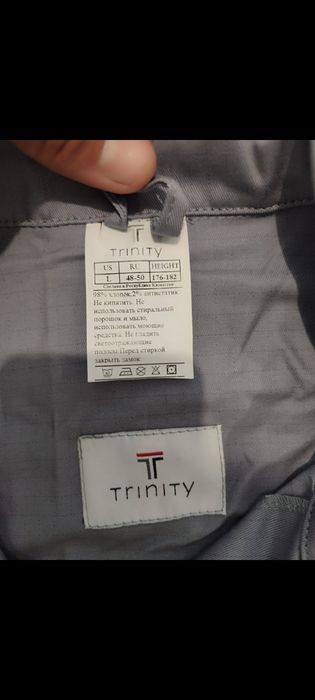 Trinity
US RU HEIGHT
L 48-50 176-182
Сделано в Республике Казахстан
98% хлопок,2% антистатик
Не кипятить. Не
использовать стиральный
порошок и мыло,
использовать моющие
средства. Не гладить
светоотражающие
полосы Перед стиркой
закрыть замок
Trinity